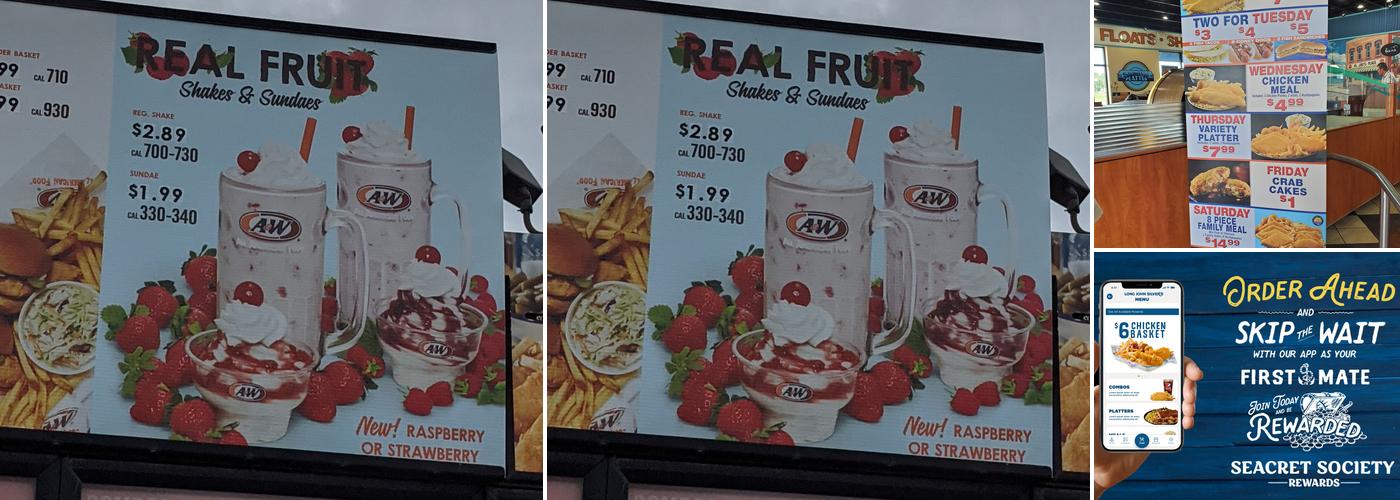 DER BASKET
99 CAL 710
ASKET
99 CAL 930
REAL FRUIT
Shakes & Sundaes
REG. SHAKE
$2.89
CAL 700-730
SUNDAE
$1.99
CAL 330-340
A&W
A&W
A&W
A&W
New! RASPBERRY
OR STRAWBERRY
DER BASKET
99 CAL 710
ASKET
99 CAL 930
REAL FRUIT
Shakes & Sundaes
REG. SHAKE
$2.89
CAL 700-730
SUNDAE
$1.99
CAL 330-340
A&W
A&W
A&W
A&W
New! RASPBERRY
OR STRAWBERRY
FLOATS • SH
TWO FOR TUESDAY
$3 $4 $5
WEDNESDAY
CHICKEN
MEAL
$4.99
THURSDAY
VARIETY
PLATTER
$7.99
FRIDAY
CRAB
CAKES
$1
SATURDAY
8 PIECE
FAMILY MEAL
$14.99
LONG JOHN SILVER'S
MENU
$6 CHICKEN
BASKET
COMBOS
PLATTERS
ORDER AHEAD
AND
SKIP THE WAIT
WITH OUR APP AS YOUR
FIRST MATE
JOIN TODAY
AND BE
REWARDED
SEACRET SOCIETY
REWARDS